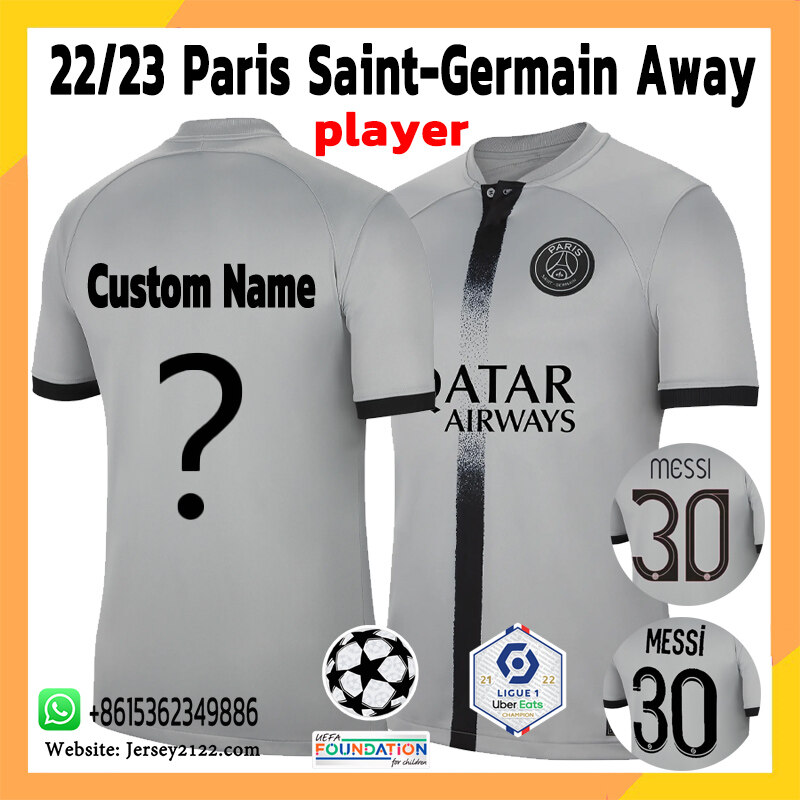 22/23 Paris Saint-Germain Away
player
Custom Name
?
PARIS
SAINT-GERMAIN
QATAR
AIRWAYS
MESSI
30
MESSI
30
21 22
LIGUE 1
Uber Eats
CHAMPION
+8615362349886
Website: Jersey2122.com
UEFA
FOUNDATION
for children